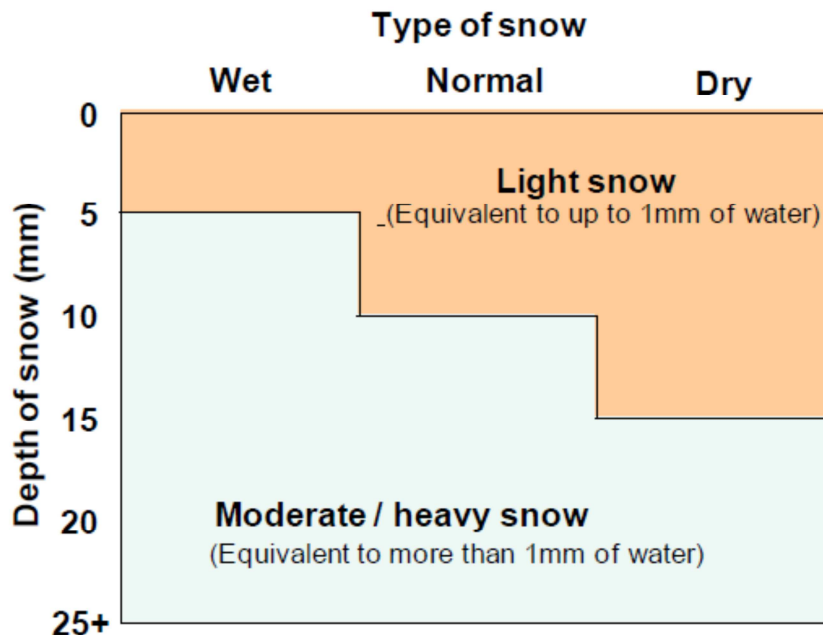 Type of snow
Wet Normal Dry
0
Light snow
5
_(Equivalent to up to 1mm of water)
10
15
20
25+
Depth of snow (mm)
Moderate / heavy snow
(Equivalent to more than 1mm of water)